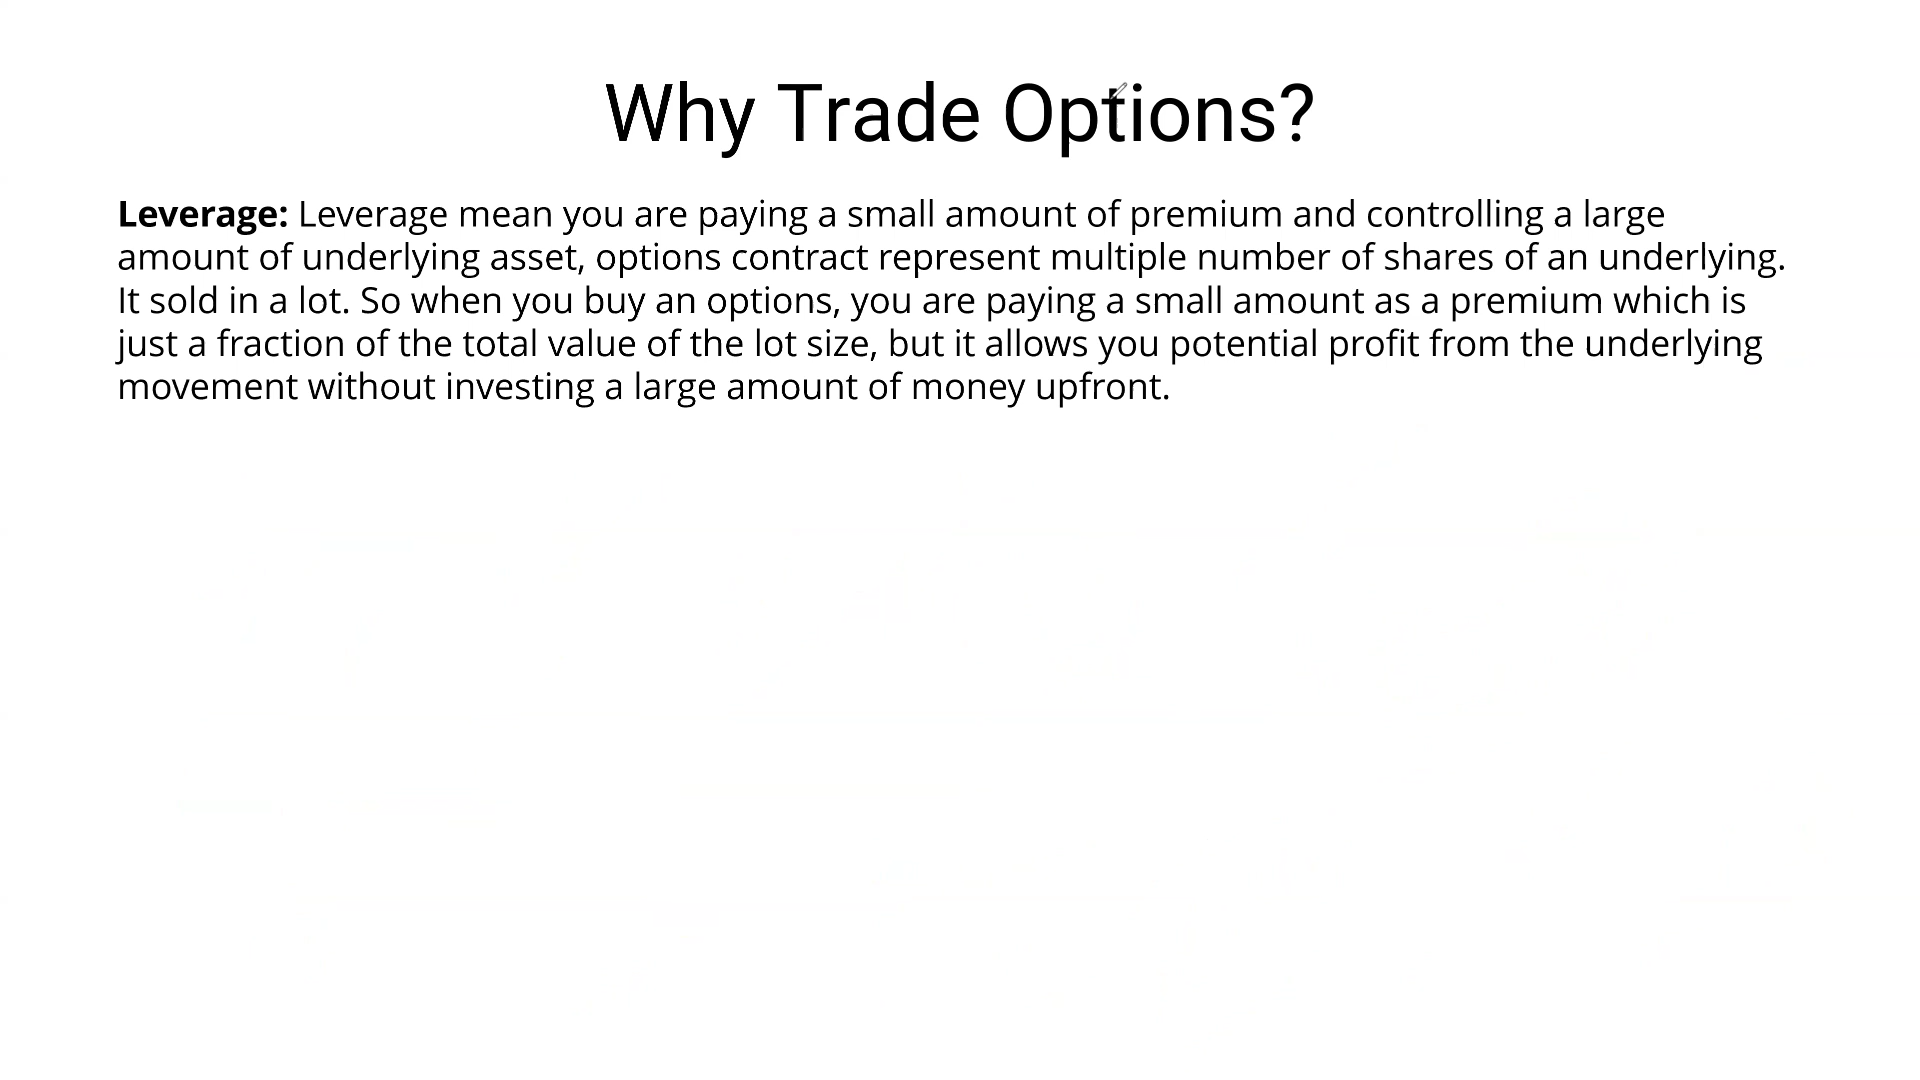 Why Trade Options?
Leverage: Leverage mean you are paying a small amount of premium and controlling a large
amount of underlying asset, options contract represent multiple number of shares of an underlying.
It sold in a lot. So when you buy an options, you are paying a small amount as a premium which is
just a fraction of the total value of the lot size, but it allows you potential profit from the underlying
movement without investing a large amount of money upfront.